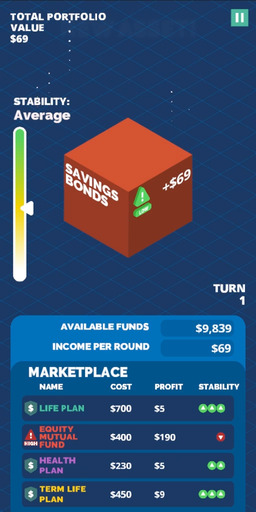 TOTAL PORTFOLIO
VALUE
$69
STABILITY:
Average
SAVINGS
BONDS
LOW
+$69
TURN
1
AVAILABLE FUNDS $9,839
INCOME PER ROUND $69
MARKETPLACE
NAME COST PROFIT STABILITY
$ LIFE PLAN $700 $5
HIGH EQUITY
MUTUAL
FUND $400 $190
$ HEALTH
PLAN $230 $5
$ TERM LIFE
PLAN $450 $9